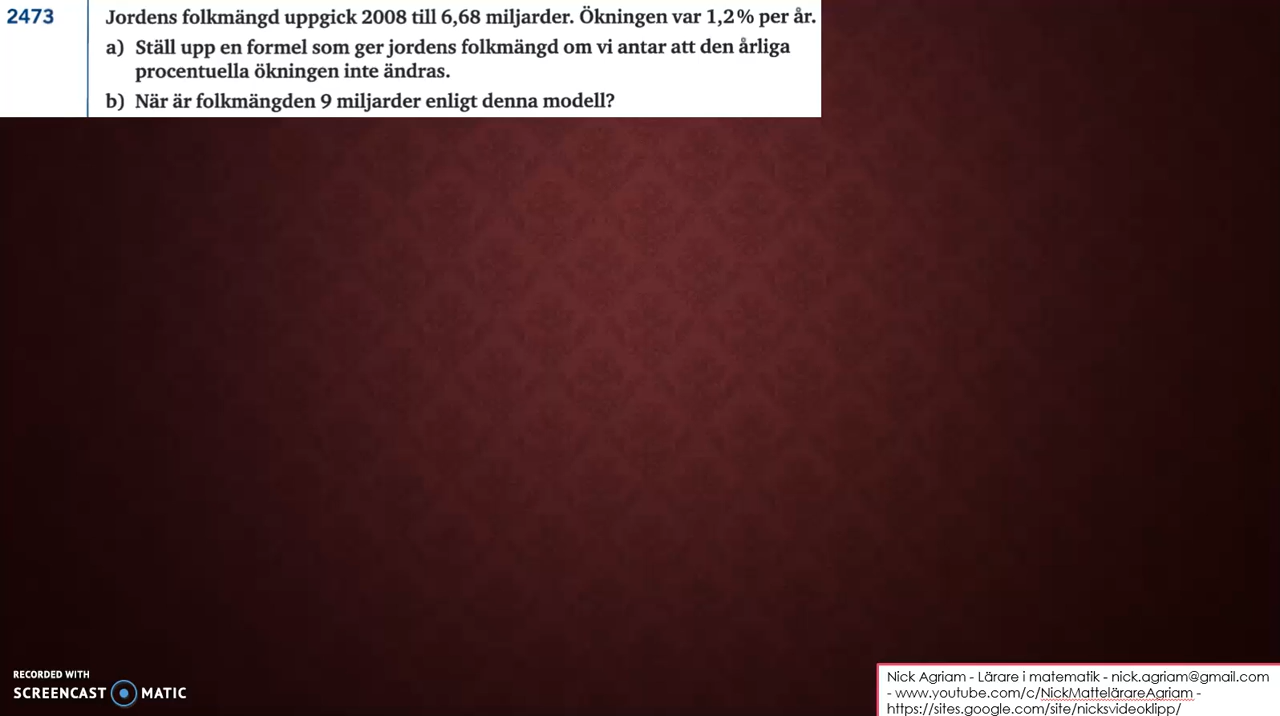 2473 Jordens folkmängd uppgick 2008 till 6,68 miljarder. Ökningen var 1,2% per år.
a) Ställ upp en formel som ger jordens folkmängd om vi antar att den årliga
procentuella ökningen inte ändras.
b) När är folkmängden 9 miljarder enligt denna modell?
RECORDED WITH
SCREENCAST MATIC
Nick Agriam - Lärare i matematik - nick.agriam@gmail.com
- www.youtube.com/c/NickMattelärareAgriam -
https://sites.google.com/site/nicksvideoklipp/